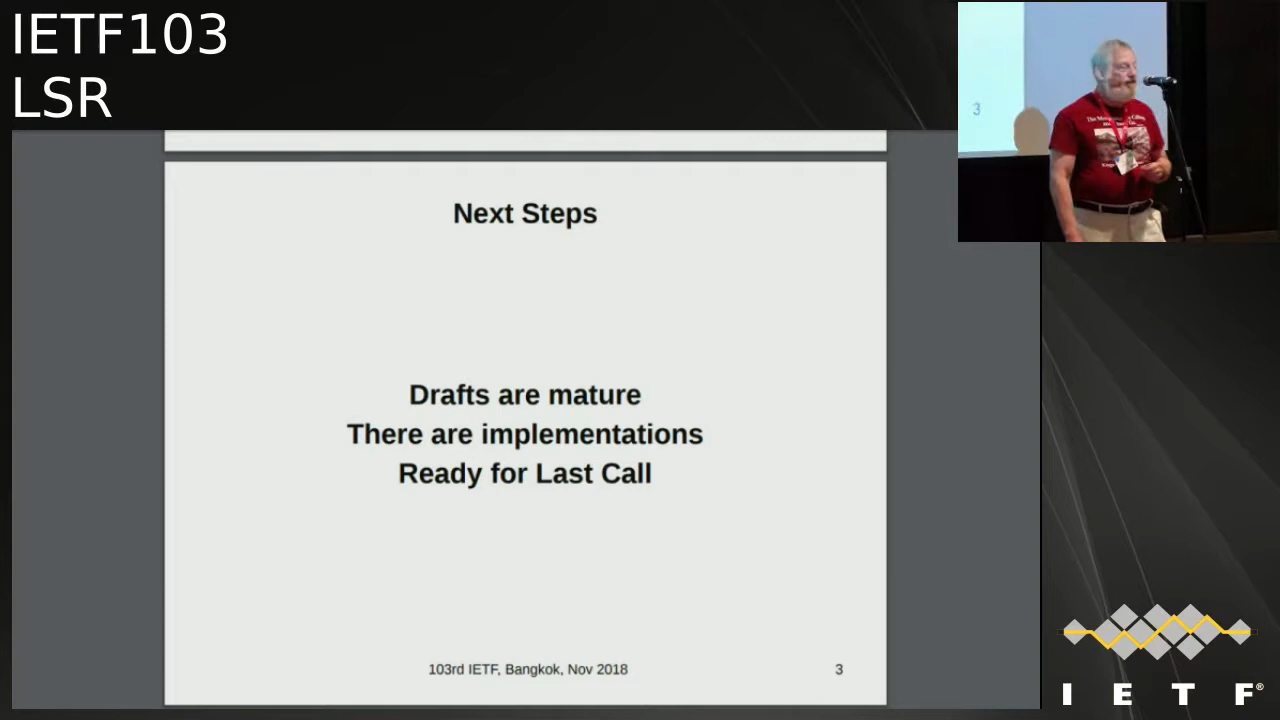 IETF103
LSR
3
Next Steps
Drafts are mature
There are implementations
Ready for Last Call
103rd IETF, Bangkok, Nov 2018
3
I E T F®